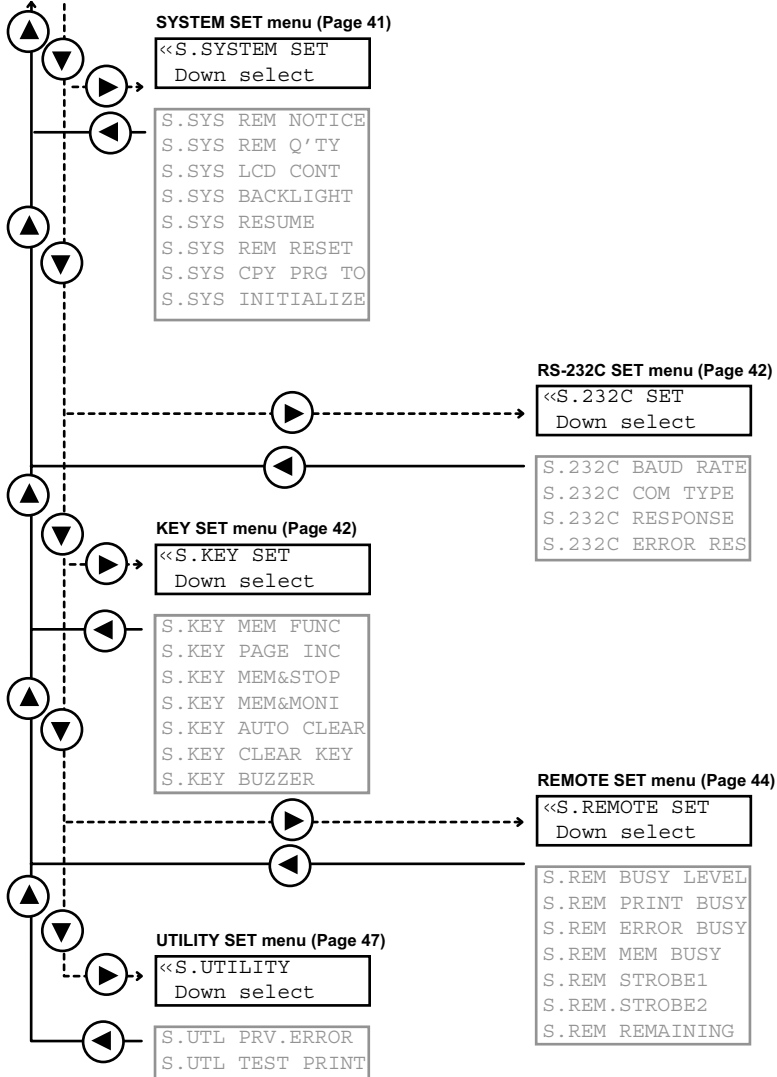 SYSTEM SET menu (Page 41)
«S.SYSTEM SET
Down select
S.SYS REM NOTICE
S.SYS REM Q'TY
S.SYS LCD CONT
S.SYS BACKLIGHT
S.SYS RESUME
S.SYS REM RESET
S.SYS CPY PRG TO
S.SYS INITIALIZE
RS-232C SET menu (Page 42)
«S.232C SET
Down select
S.232C BAUD RATE
S.232C COM TYPE
S.232C RESPONSE
S.232C ERROR RES
KEY SET menu (Page 42)
«S.KEY SET
Down select
S.KEY MEM FUNC
S.KEY PAGE INC
S.KEY MEM&STOP
S.KEY MEM&MONI
S.KEY AUTO CLEAR
S.KEY CLEAR KEY
S.KEY BUZZER
REMOTE SET menu (Page 44)
«S.REMOTE SET
Down select
S.REM BUSY LEVEL
S.REM PRINT BUSY
S.REM ERROR BUSY
S.REM MEM BUSY
S.REM STROBE1
S.REM.STROBE2
S.REM REMAINING
UTILITY SET menu (Page 47)
«S.UTILITY
Down select
S.UTL PRV.ERROR
S.UTL TEST PRINT